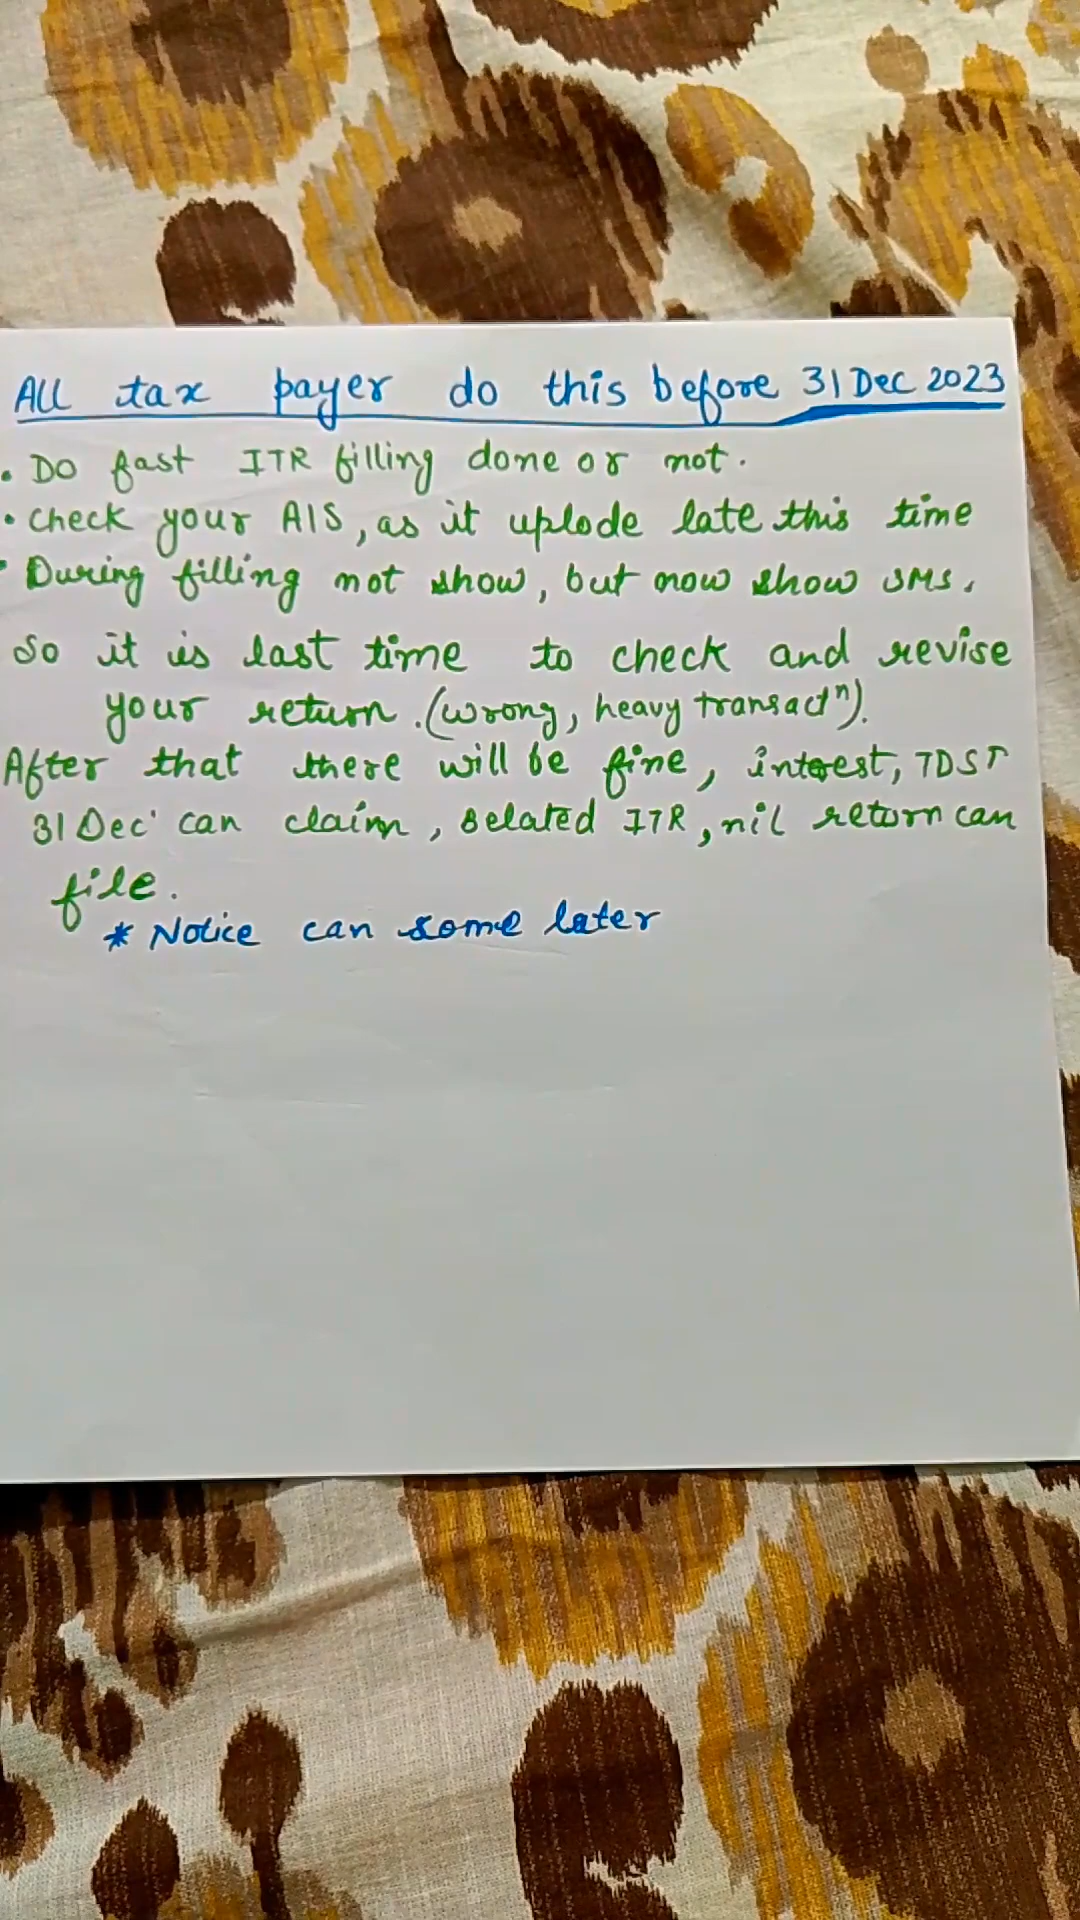 All tax payer do this before 31 Dec 2023
• Do fast ITR filling done or not.
• Check your AIS, as it uplode late this time
• During filling not show, but now show SMS.
So it is last time to check and revise
your return. (wrong, heavy transactⁿ).
After that there will be fine, interest, TDST
31 Dec' can claim, Belated ITR, nil return can
file.
* Notice can some later